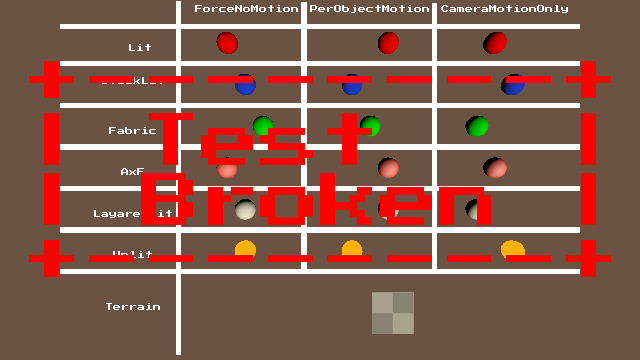 ForceNoMotion PerObjectMotion CameraMotionOnly
Lit
Fabric
AxF
Unlit
Terrain
Test
Broken